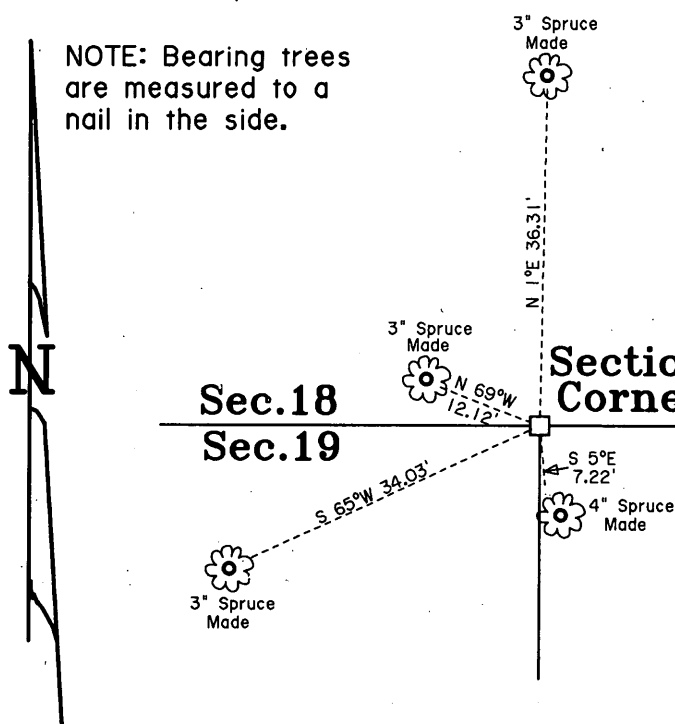 3" Spruce
Made
NOTE: Bearing trees
are measured to a
nail in the side.
N 1°E 36.31'
N
3" Spruce
Made
N 69°W
12.12'
Sectio
Corne
Sec.18
Sec.19
S 65°W 34.03'
S 5°E
7.22'
4" Spruce
Made
3" Spruce
Made